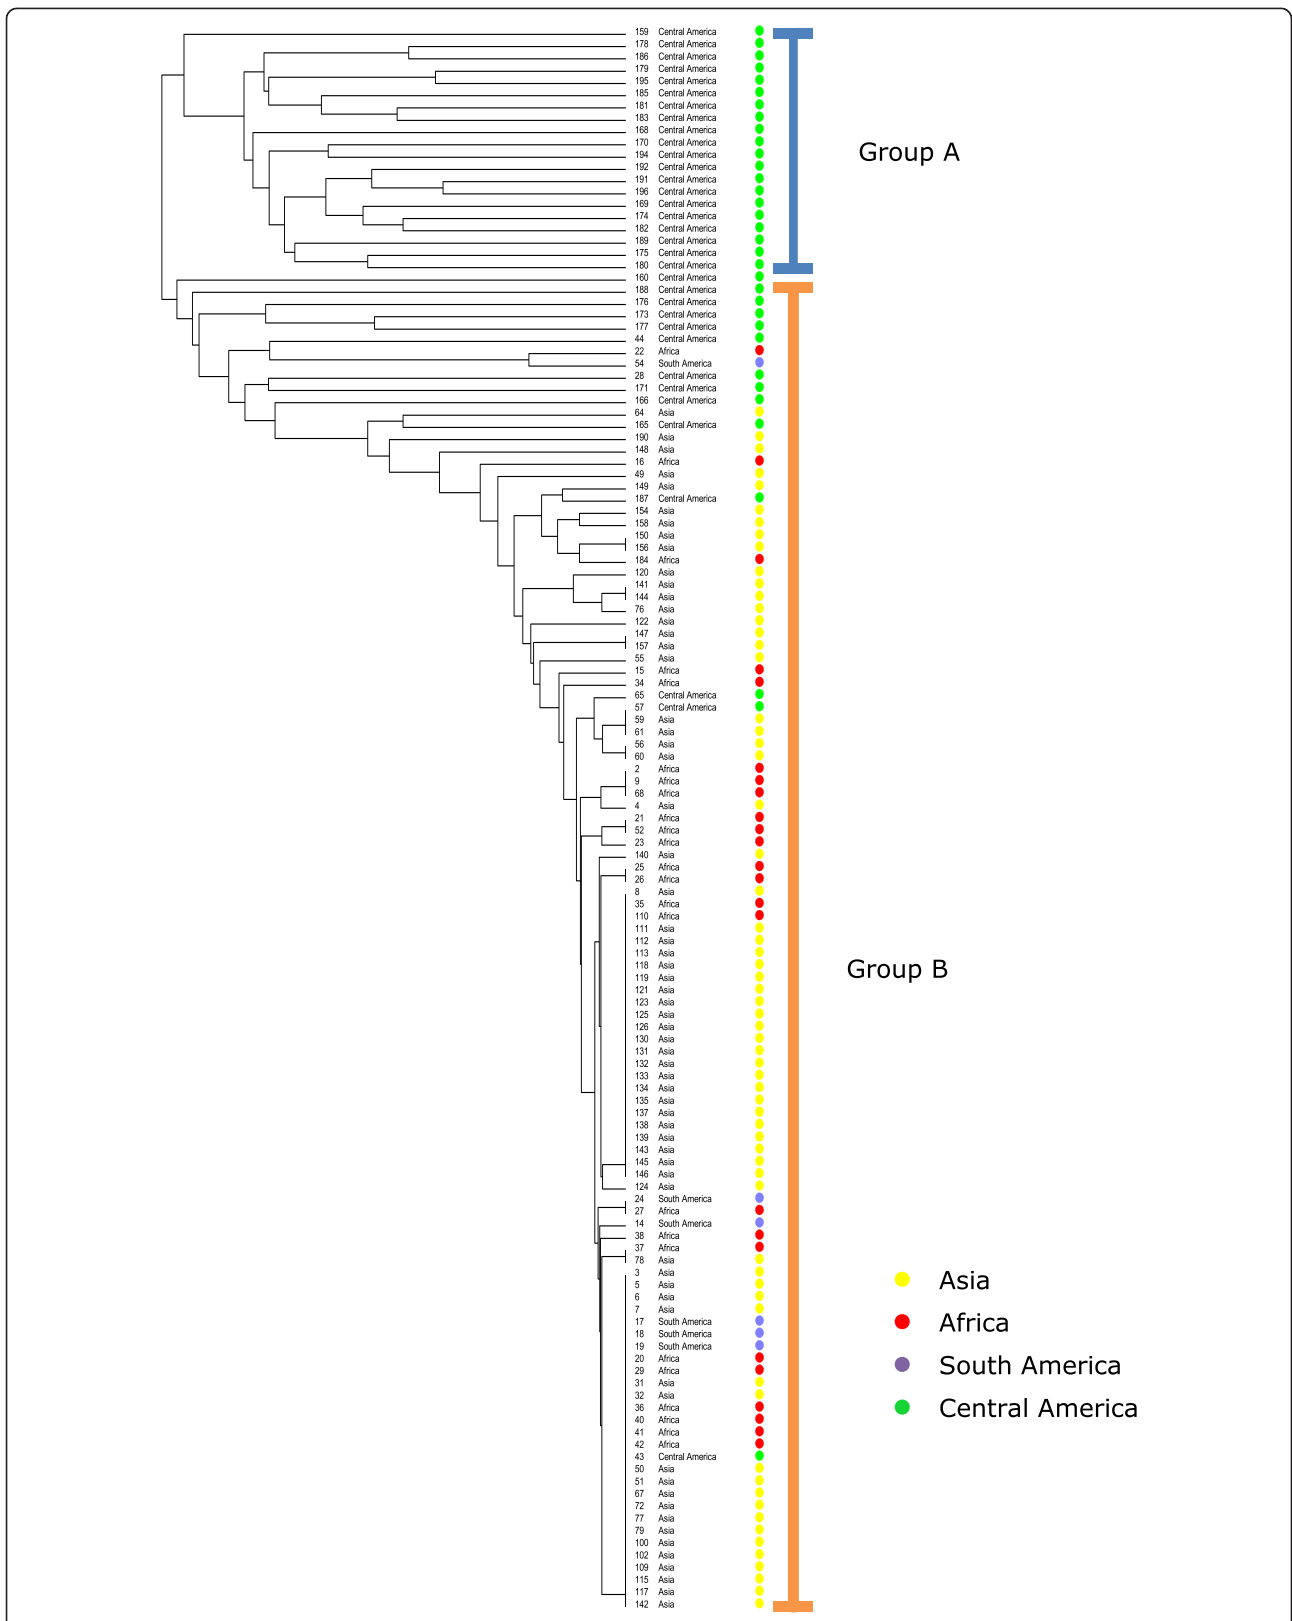 159 Central America
178 Central America
186 Central America
179 Central America
195 Central America
185 Central America
181 Central America
183 Central America
168 Central America
170 Central America
194 Central America
192 Central America
191 Central America
196 Central America
169 Central America
174 Central America
182 Central America
189 Central America
175 Central America
180 Central America
Group A
160 Central America
188 Central America
176 Central America
173 Central America
177 Central America
44 Central America
22 Africa
54 South America
28 Central America
171 Central America
166 Central America
64 Asia
165 Central America
190 Asia
148 Asia
16 Africa
49 Asia
149 Asia
187 Central America
154 Asia
158 Asia
150 Asia
156 Asia
184 Africa
120 Asia
141 Asia
144 Asia
76 Asia
122 Asia
147 Asia
157 Asia
55 Asia
15 Africa
34 Africa
65 Central America
57 Central America
59 Asia
61 Asia
56 Asia
60 Asia
2 Africa
9 Africa
68 Africa
4 Asia
21 Africa
52 Africa
23 Africa
140 Asia
25 Africa
26 Africa
8 Asia
35 Africa
110 Africa
111 Asia
112 Asia
113 Asia
118 Asia
119 Asia
121 Asia
123 Asia
125 Asia
126 Asia
130 Asia
131 Asia
132 Asia
133 Asia
134 Asia
135 Asia
137 Asia
138 Asia
139 Asia
143 Asia
145 Asia
146 Asia
124 Asia
24 South America
27 Africa
14 South America
38 Africa
37 Africa
78 Asia
3 Asia
5 Asia
6 Asia
7 Asia
17 South America
18 South America
19 South America
20 Africa
29 Africa
31 Asia
32 Asia
36 Africa
40 Africa
41 Africa
42 Africa
43 Central America
50 Asia
51 Asia
67 Asia
72 Asia
77 Asia
79 Asia
100 Asia
102 Asia
109 Asia
115 Asia
117 Asia
142 Asia
Group B
Asia
Africa
South America
Central America